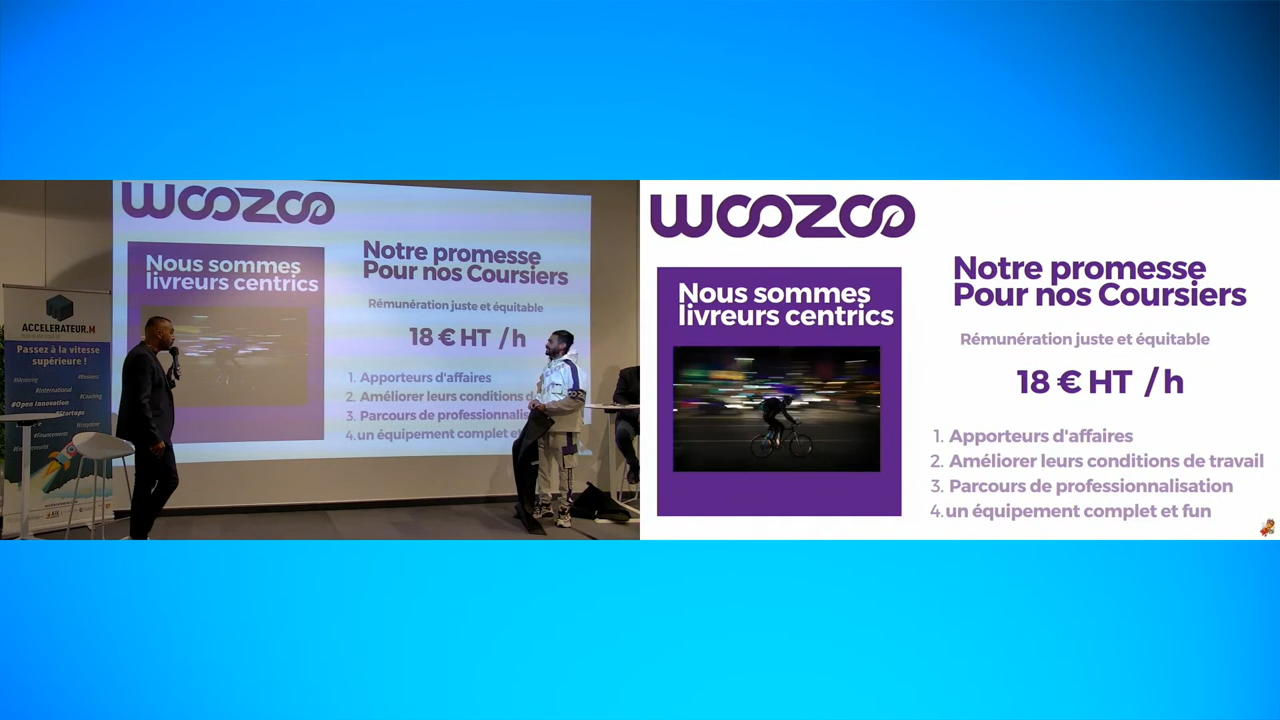 WOOZOO
Nous sommes
livreurs centrics
Notre promesse
Pour nos Coursiers
Rémunération juste et équitable
18 € HT / h
1. Apporteurs d'affaires
2. Améliorer leurs conditions d
3. Parcours de professionnalis
4. un équipement complet et
ACCELERATEUR.M
Passez à la vitesse
supérieure !
#Mentoring
#Business
#International
#Coaching
#Open Innovation
#Startups
#Financements
WOOZOO
Nous sommes
livreurs centrics
Notre promesse
Pour nos Coursiers
Rémunération juste et équitable
18 € HT / h
1. Apporteurs d'affaires
2. Améliorer leurs conditions de travail
3. Parcours de professionnalisation
4. un équipement complet et fun